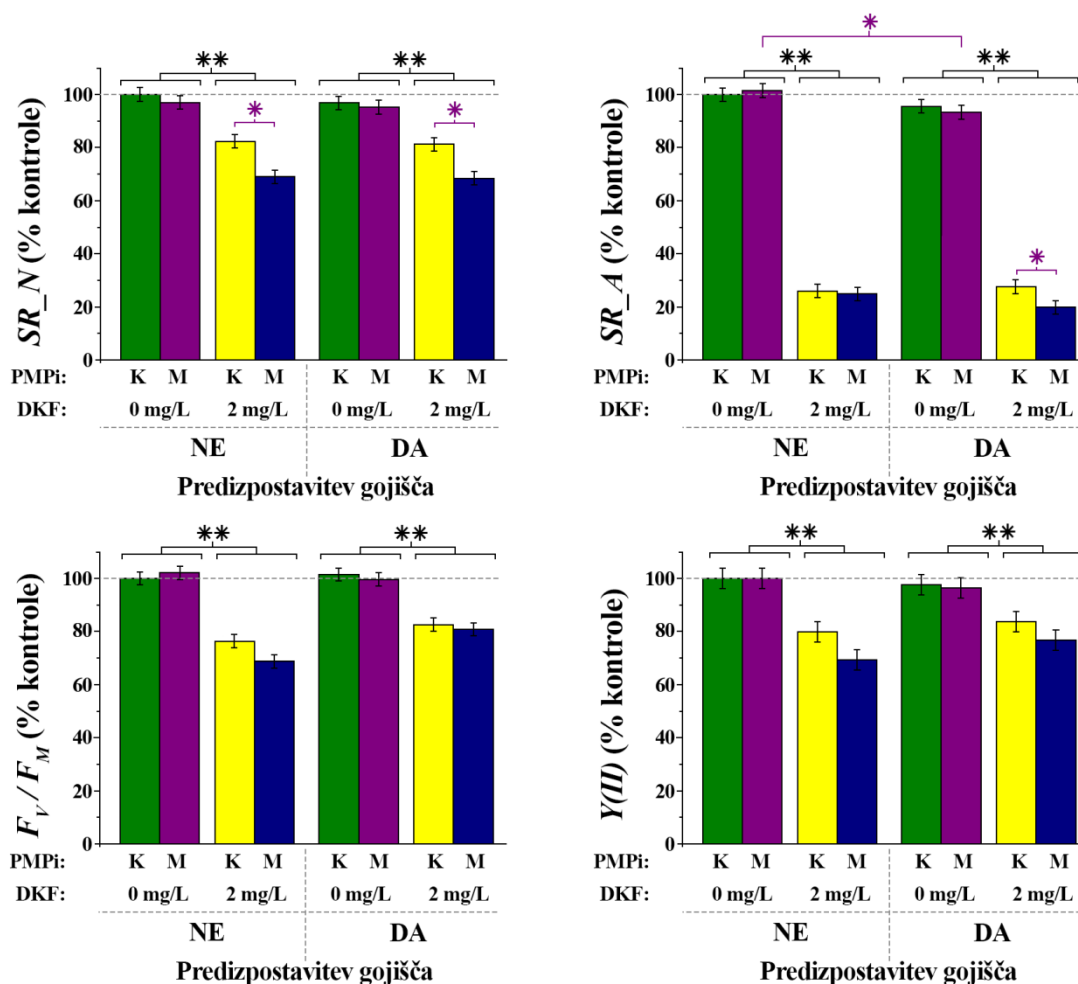 SR_N (% kontrole)
**
**
*
*
100
80
60
40
20
0
PMPi: K M K M K M K M
DKF: 0 mg/L 2 mg/L 0 mg/L 2 mg/L
NE DA
Predizpostavitev gojišča
SR_A (% kontrole)
*
**
**
*
100
80
60
40
20
0
PMPi: K M K M K M K M
DKF: 0 mg/L 2 mg/L 0 mg/L 2 mg/L
NE DA
Predizpostavitev gojišča
F_V / F_M (% kontrole)
**
**
100
80
60
40
20
0
PMPi: K M K M K M K M
DKF: 0 mg/L 2 mg/L 0 mg/L 2 mg/L
NE DA
Predizpostavitev gojišča
Y(II) (% kontrole)
**
**
100
80
60
40
20
0
PMPi: K M K M K M K M
DKF: 0 mg/L 2 mg/L 0 mg/L 2 mg/L
NE DA
Predizpostavitev gojišča